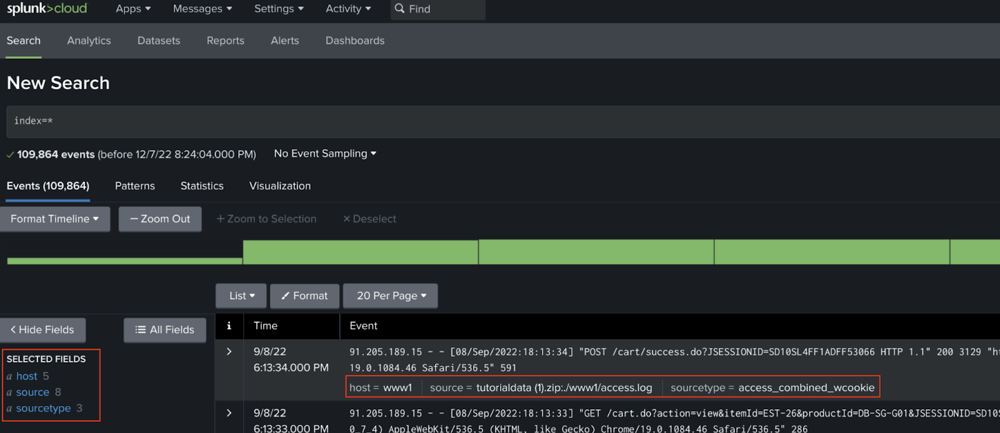 splunk>cloud Apps Messages Settings Activity Find
Search Analytics Datasets Reports Alerts Dashboards
New Search
index=*
109,864 events (before 12/7/22 8:24:04.000 PM) No Event Sampling
Events (109,864) Patterns Statistics Visualization
Format Timeline — Zoom Out + Zoom to Selection × Deselect
List Format 20 Per Page
< Hide Fields All Fields
i Time Event
SELECTED FIELDS
a host 5
a source 8
a sourcetype 3
> 9/8/22
6:13:34.000 PM
91.205.189.15 - - [08/Sep/2022:18:13:34] "POST /cart/success.do?JSESSIONID=SD10SL4FF1ADFF53066 HTTP 1.1" 200 3129 "ht
19.0.1084.46 Safari/536.5" 591
host = www1 source = tutorialdata (1).zip:./www1/access.log sourcetype = access_combined_wcookie
> 9/8/22
6:13:33.000 PM
91.205.189.15 - - [08/Sep/2022:18:13:33] "GET /cart.do?action=view&itemId=EST-26&productId=DB-SG-G01&JSESSIONID=SD10S
0_7_4) AppleWebKit/536.5 (KHTML, like Gecko) Chrome/19.0.1084.46 Safari/536.5" 286